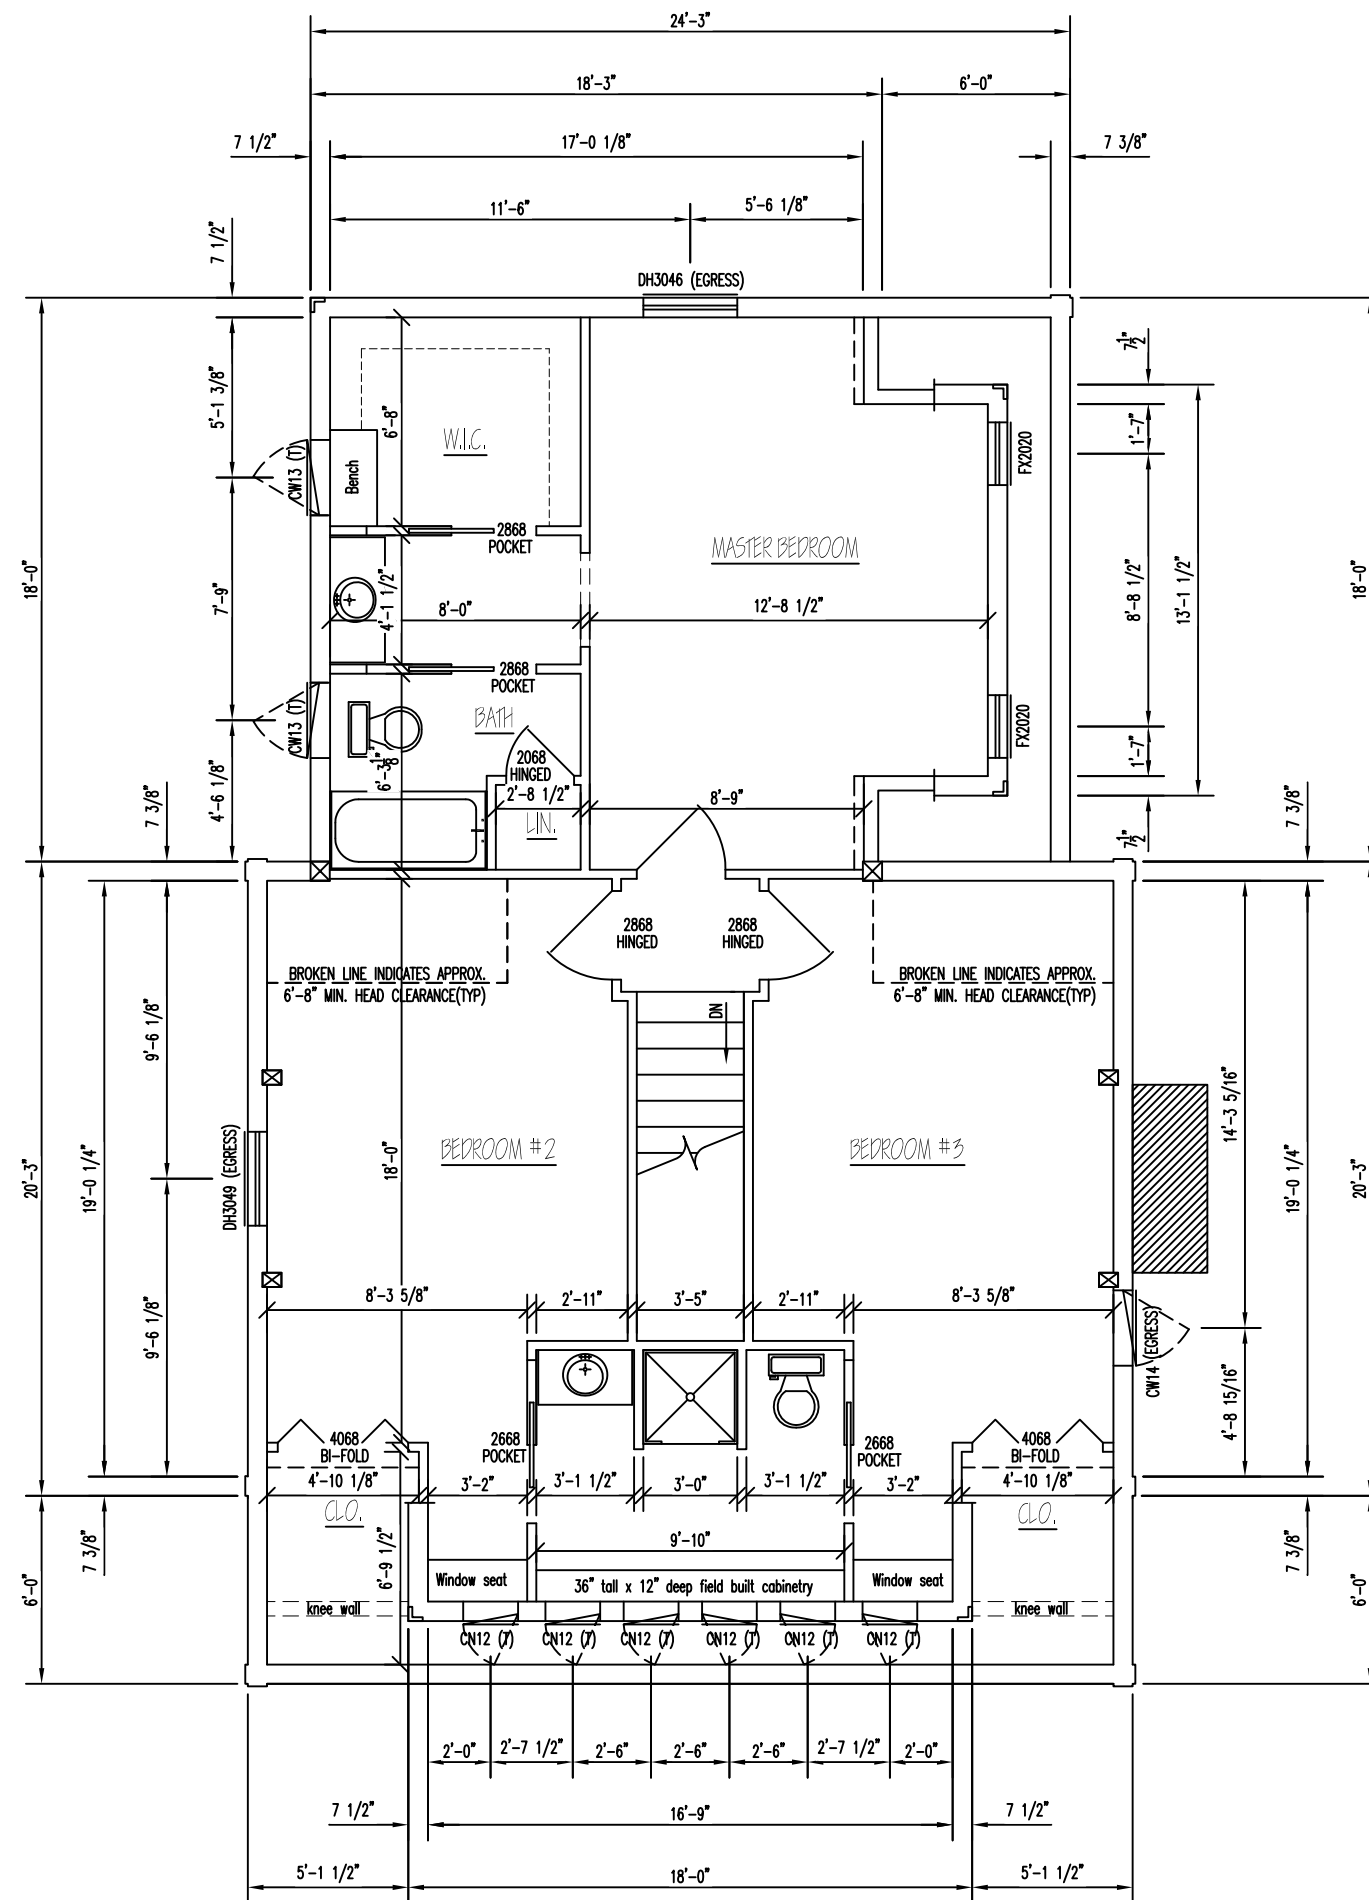 24'-3"
18'-3"
6'-0"
7 1/2"
17'-0 1/8"
7 3/8"
11'-6"
5'-6 1/8"
7 1/2"
DH3046 (EGRESS)
7 1/2"
5'-1 3/8"
6'-8"
W.I.C.
1'-7"
CW13 (T)
Bench
FX2020
2868
POCKET
MASTER BEDROOM
18'-0"
7'-9"
4'-1 1/2"
8'-0"
12'-8 1/2"
8'-8 1/2"
13'-1 1/2"
18'-0"
2868
POCKET
BATH
CW13 (T)
FX2020
6'-3 1/8"
2068
HINGED
1'-7"
7 3/8"
4'-6 1/8"
2'-8 1/2"
8'-9"
LIN.
7 1/2"
7 3/8"
2868
HINGED
2868
HINGED
BROKEN LINE INDICATES APPROX.
6'-8" MIN. HEAD CLEARANCE(TYP)
BROKEN LINE INDICATES APPROX.
6'-8" MIN. HEAD CLEARANCE(TYP)
DN
9'-6 1/8"
14'-3 5/16"
BEDROOM #2
BEDROOM #3
20'-3"
19'-0 1/4"
DH3049 (EGRESS)
18'-0"
19'-0 1/4"
20'-3"
9'-6 1/8"
8'-3 5/8"
2'-11"
3'-5"
2'-11"
8'-3 5/8"
CW14 (EGRESS)
4'-8 15/16"
4068
BI-FOLD
2668
POCKET
2668
POCKET
4068
BI-FOLD
4'-10 1/8"
3'-2"
3'-1 1/2"
3'-0"
3'-1 1/2"
3'-2"
4'-10 1/8"
CLO.
CLO.
7 3/8"
6'-9 1/2"
9'-10"
7 3/8"
6'-0"
Window seat
36" tall x 12" deep field built cabinetry
Window seat
6'-0"
knee wall
knee wall
CN12 (T)
CN12 (T)
CN12 (T)
CN12 (T)
CN12 (T)
CN12 (T)
2'-0"
2'-7 1/2"
2'-6"
2'-6"
2'-6"
2'-7 1/2"
2'-0"
7 1/2"
16'-9"
7 1/2"
5'-1 1/2"
18'-0"
5'-1 1/2"